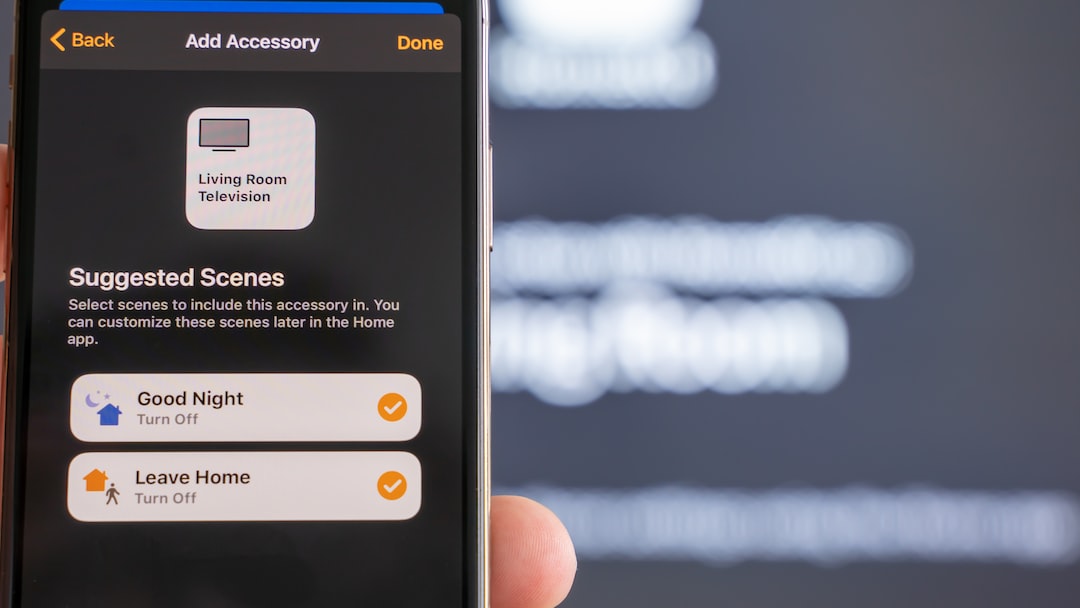 Back
Add Accessory
Done
Living Room
Television
Suggested Scenes
Select scenes to include this accessory in. You
can customize these scenes later in the Home
app.
Good Night
Turn Off
Leave Home
Turn Off